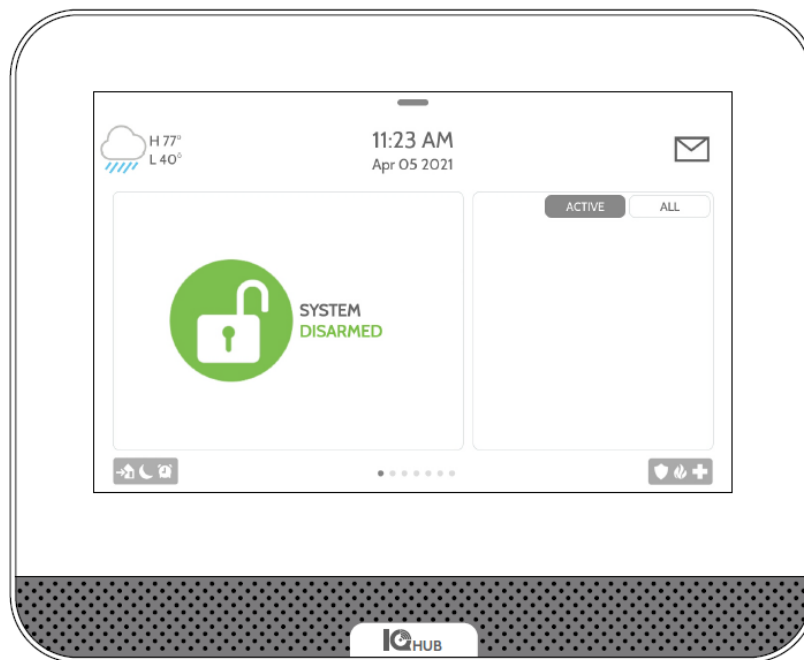 H 77°
L 40°
11:23 AM
Apr 05 2021
ACTIVE
ALL
SYSTEM
DISARMED
IQ HUB